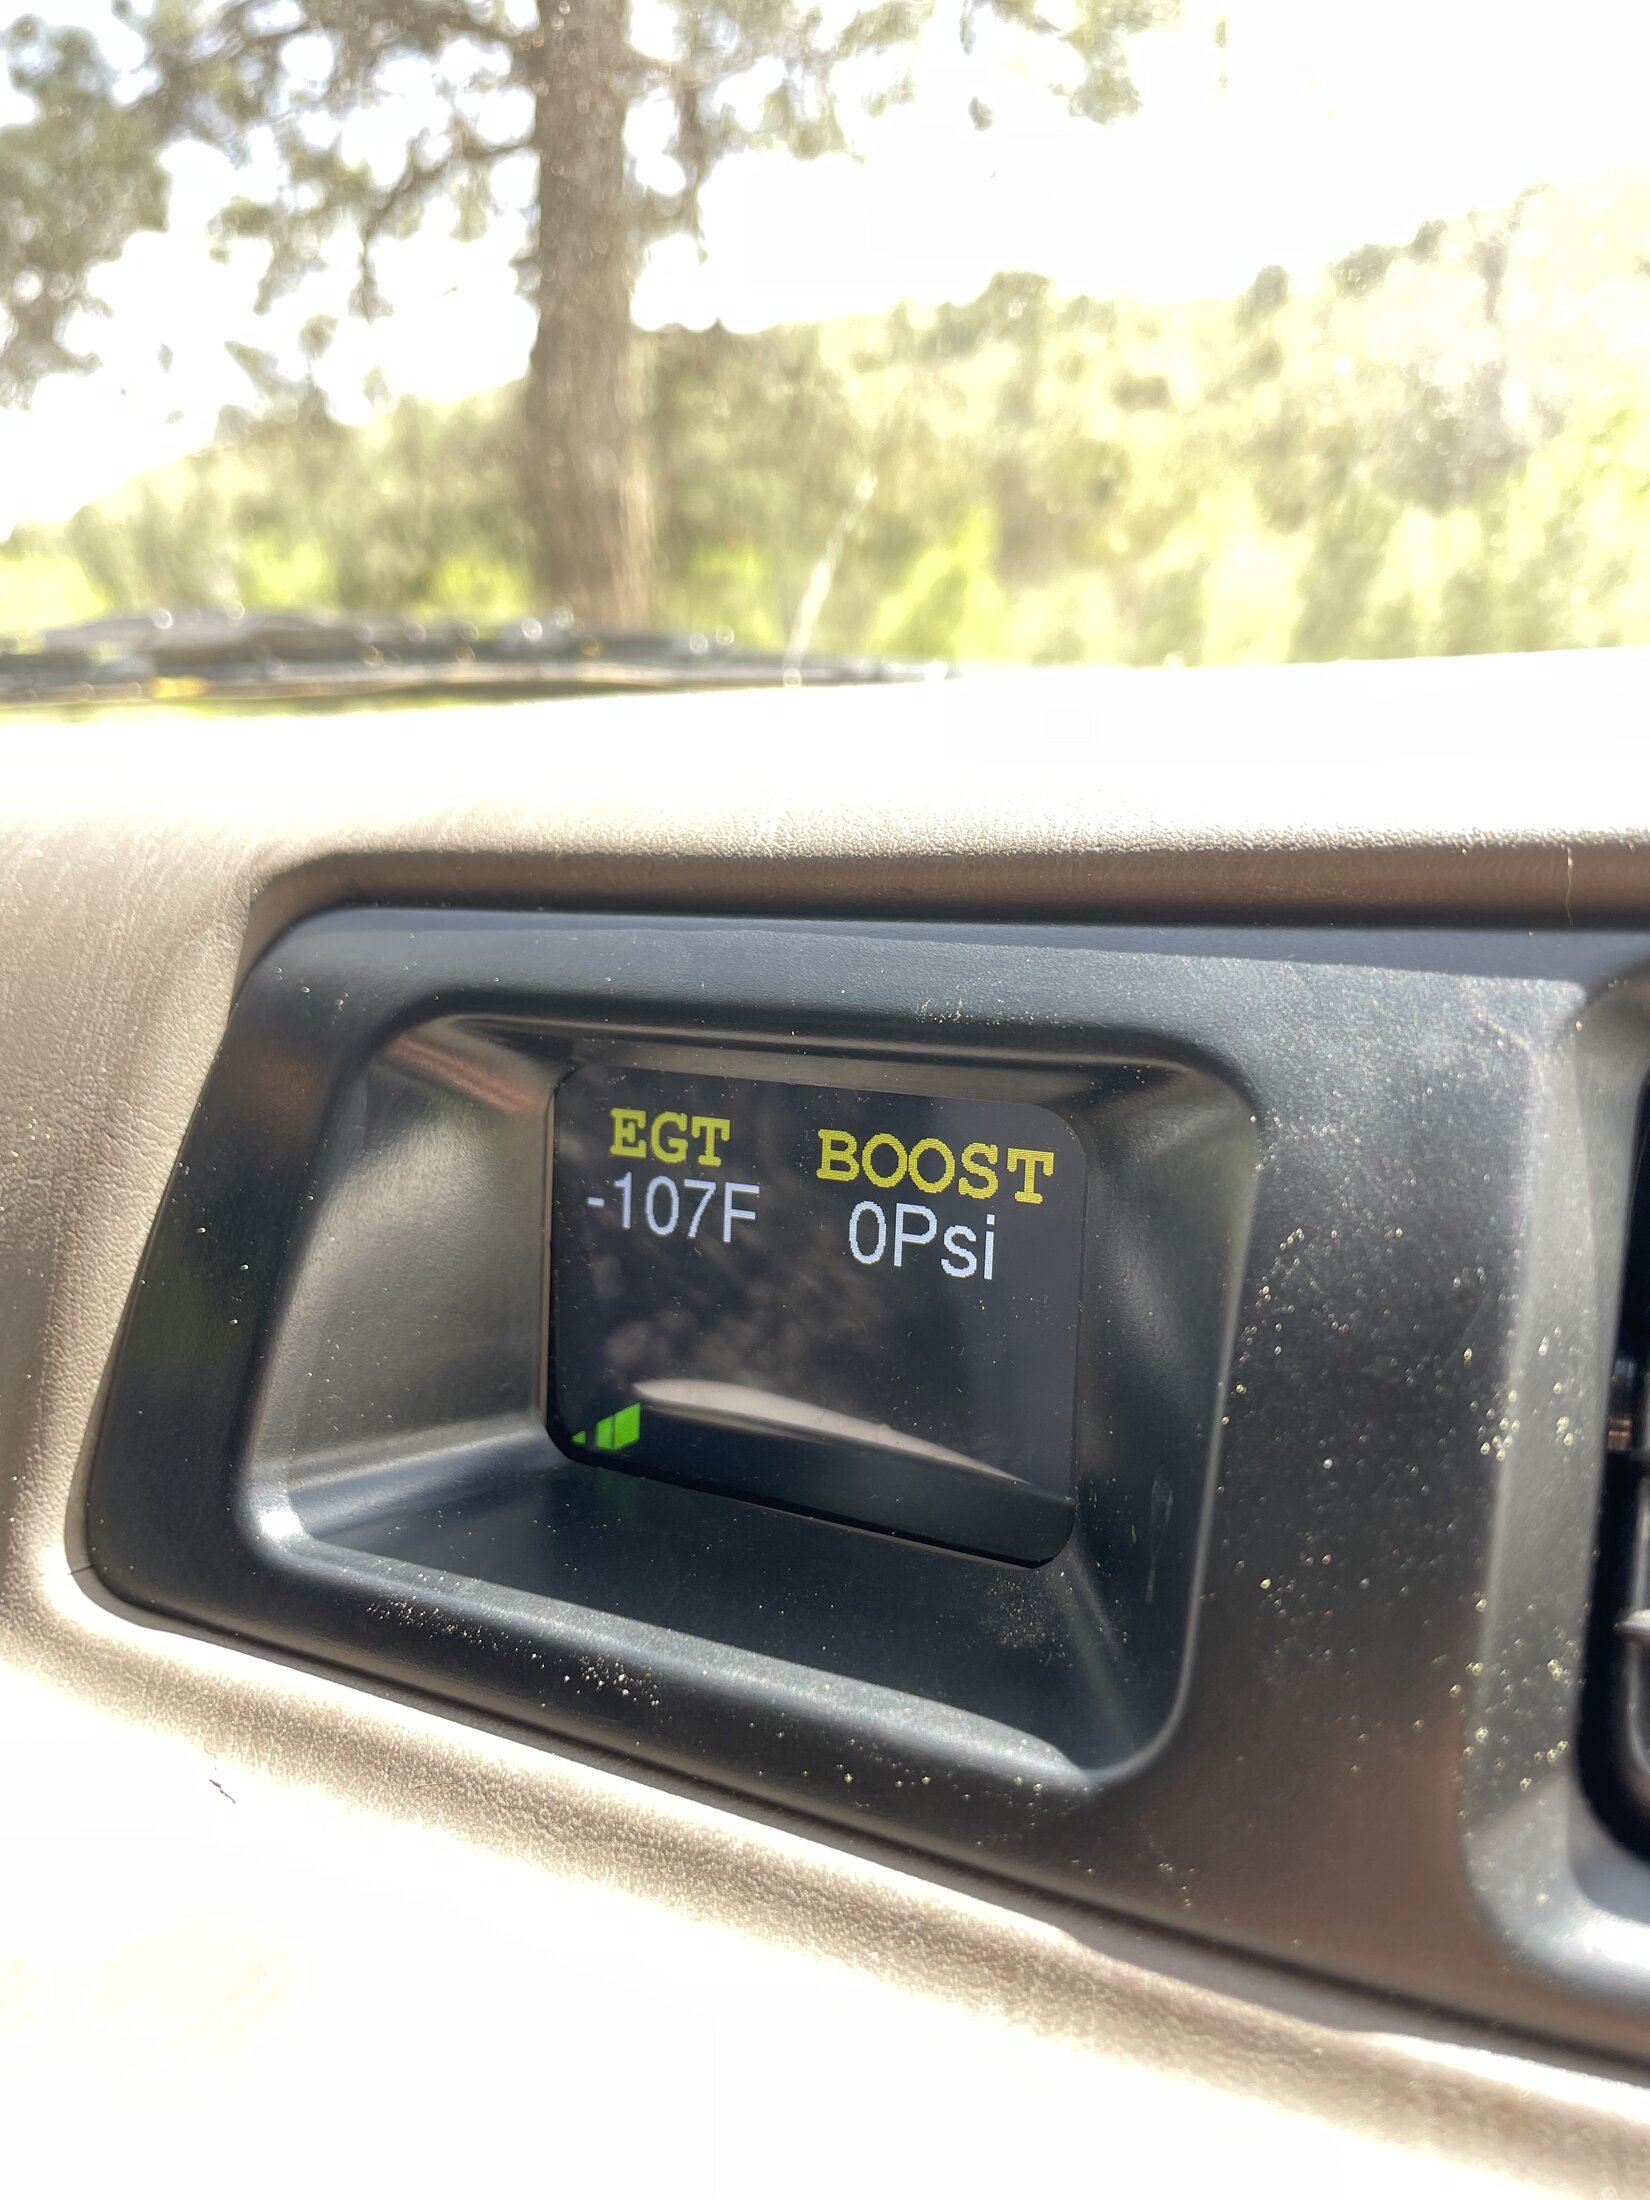 EGT BOOST
-107F 0Psi